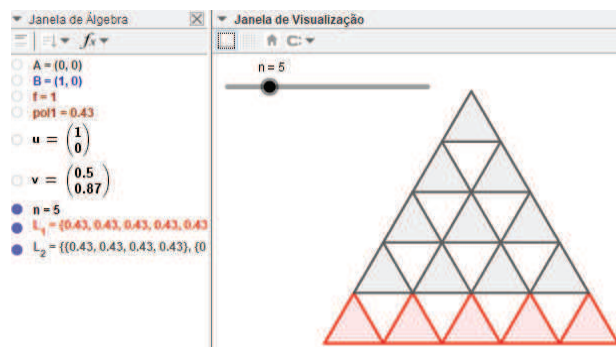 Janela de Álgebra
Janela de Visualização
fx
A = (0, 0)
B = (1, 0)
f = 1
pol1 = 0.43
u = (1 0)
v = (0.5 0.87)
n = 5
L1 = {0.43, 0.43, 0.43, 0.43, 0.43
L2 = {{0.43, 0.43, 0.43, 0.43}, {0
n = 5